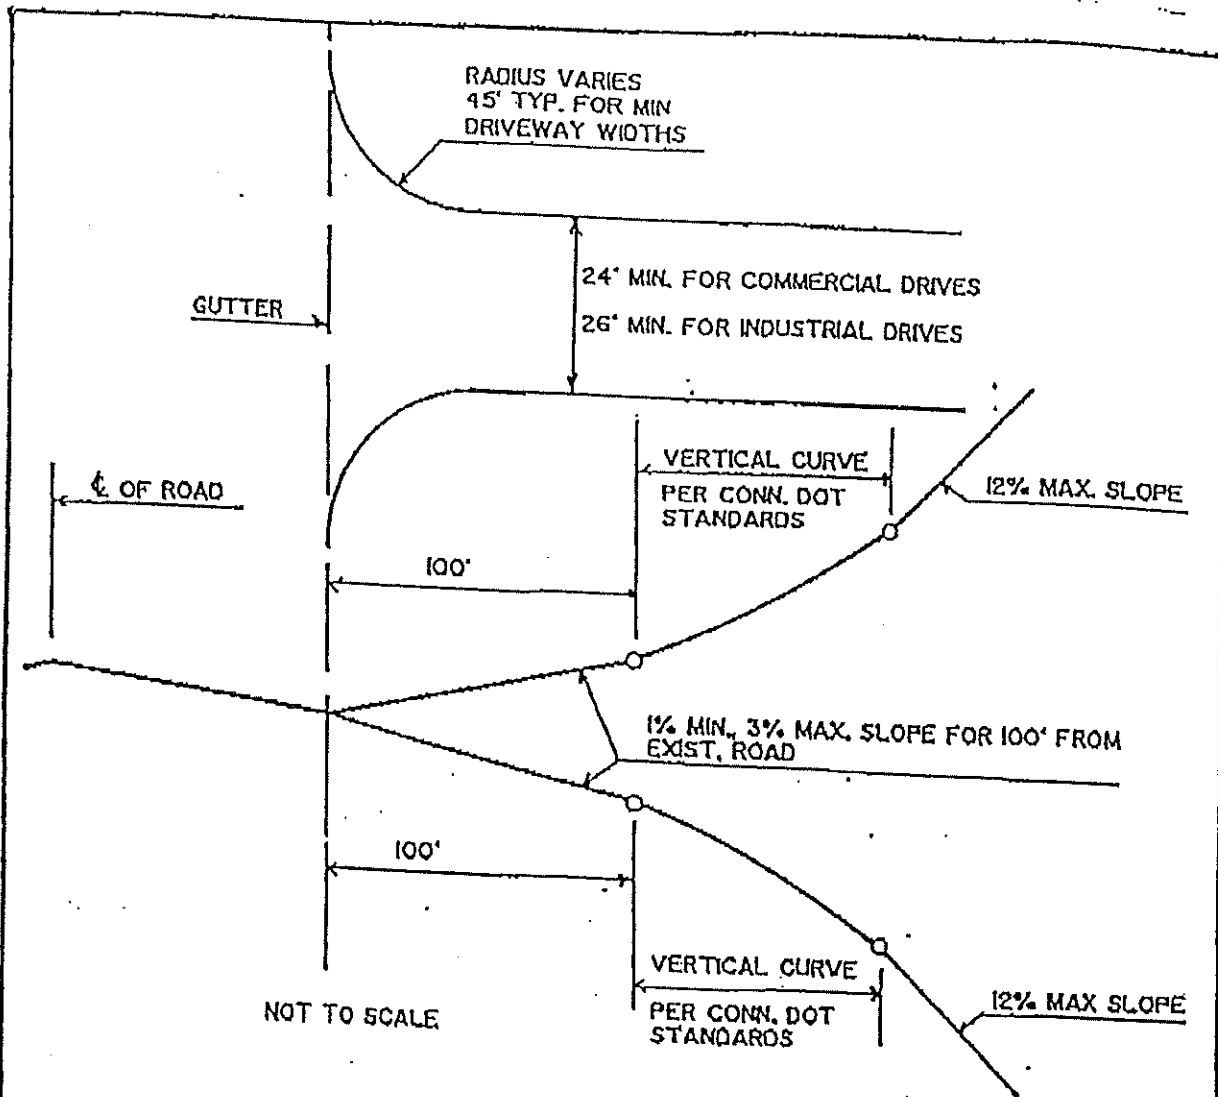 RADIUS VARIES
45' TYP. FOR MIN
DRIVEWAY WIDTHS
24' MIN. FOR COMMERCIAL DRIVES
GUTTER
26' MIN. FOR INDUSTRIAL DRIVES
℄ OF ROAD
VERTICAL CURVE
PER CONN. DOT
STANDARDS
12% MAX. SLOPE
100'
1% MIN., 3% MAX. SLOPE FOR 100' FROM
EXIST. ROAD
100'
VERTICAL CURVE
PER CONN. DOT
STANDARDS
12% MAX SLOPE
NOT TO SCALE